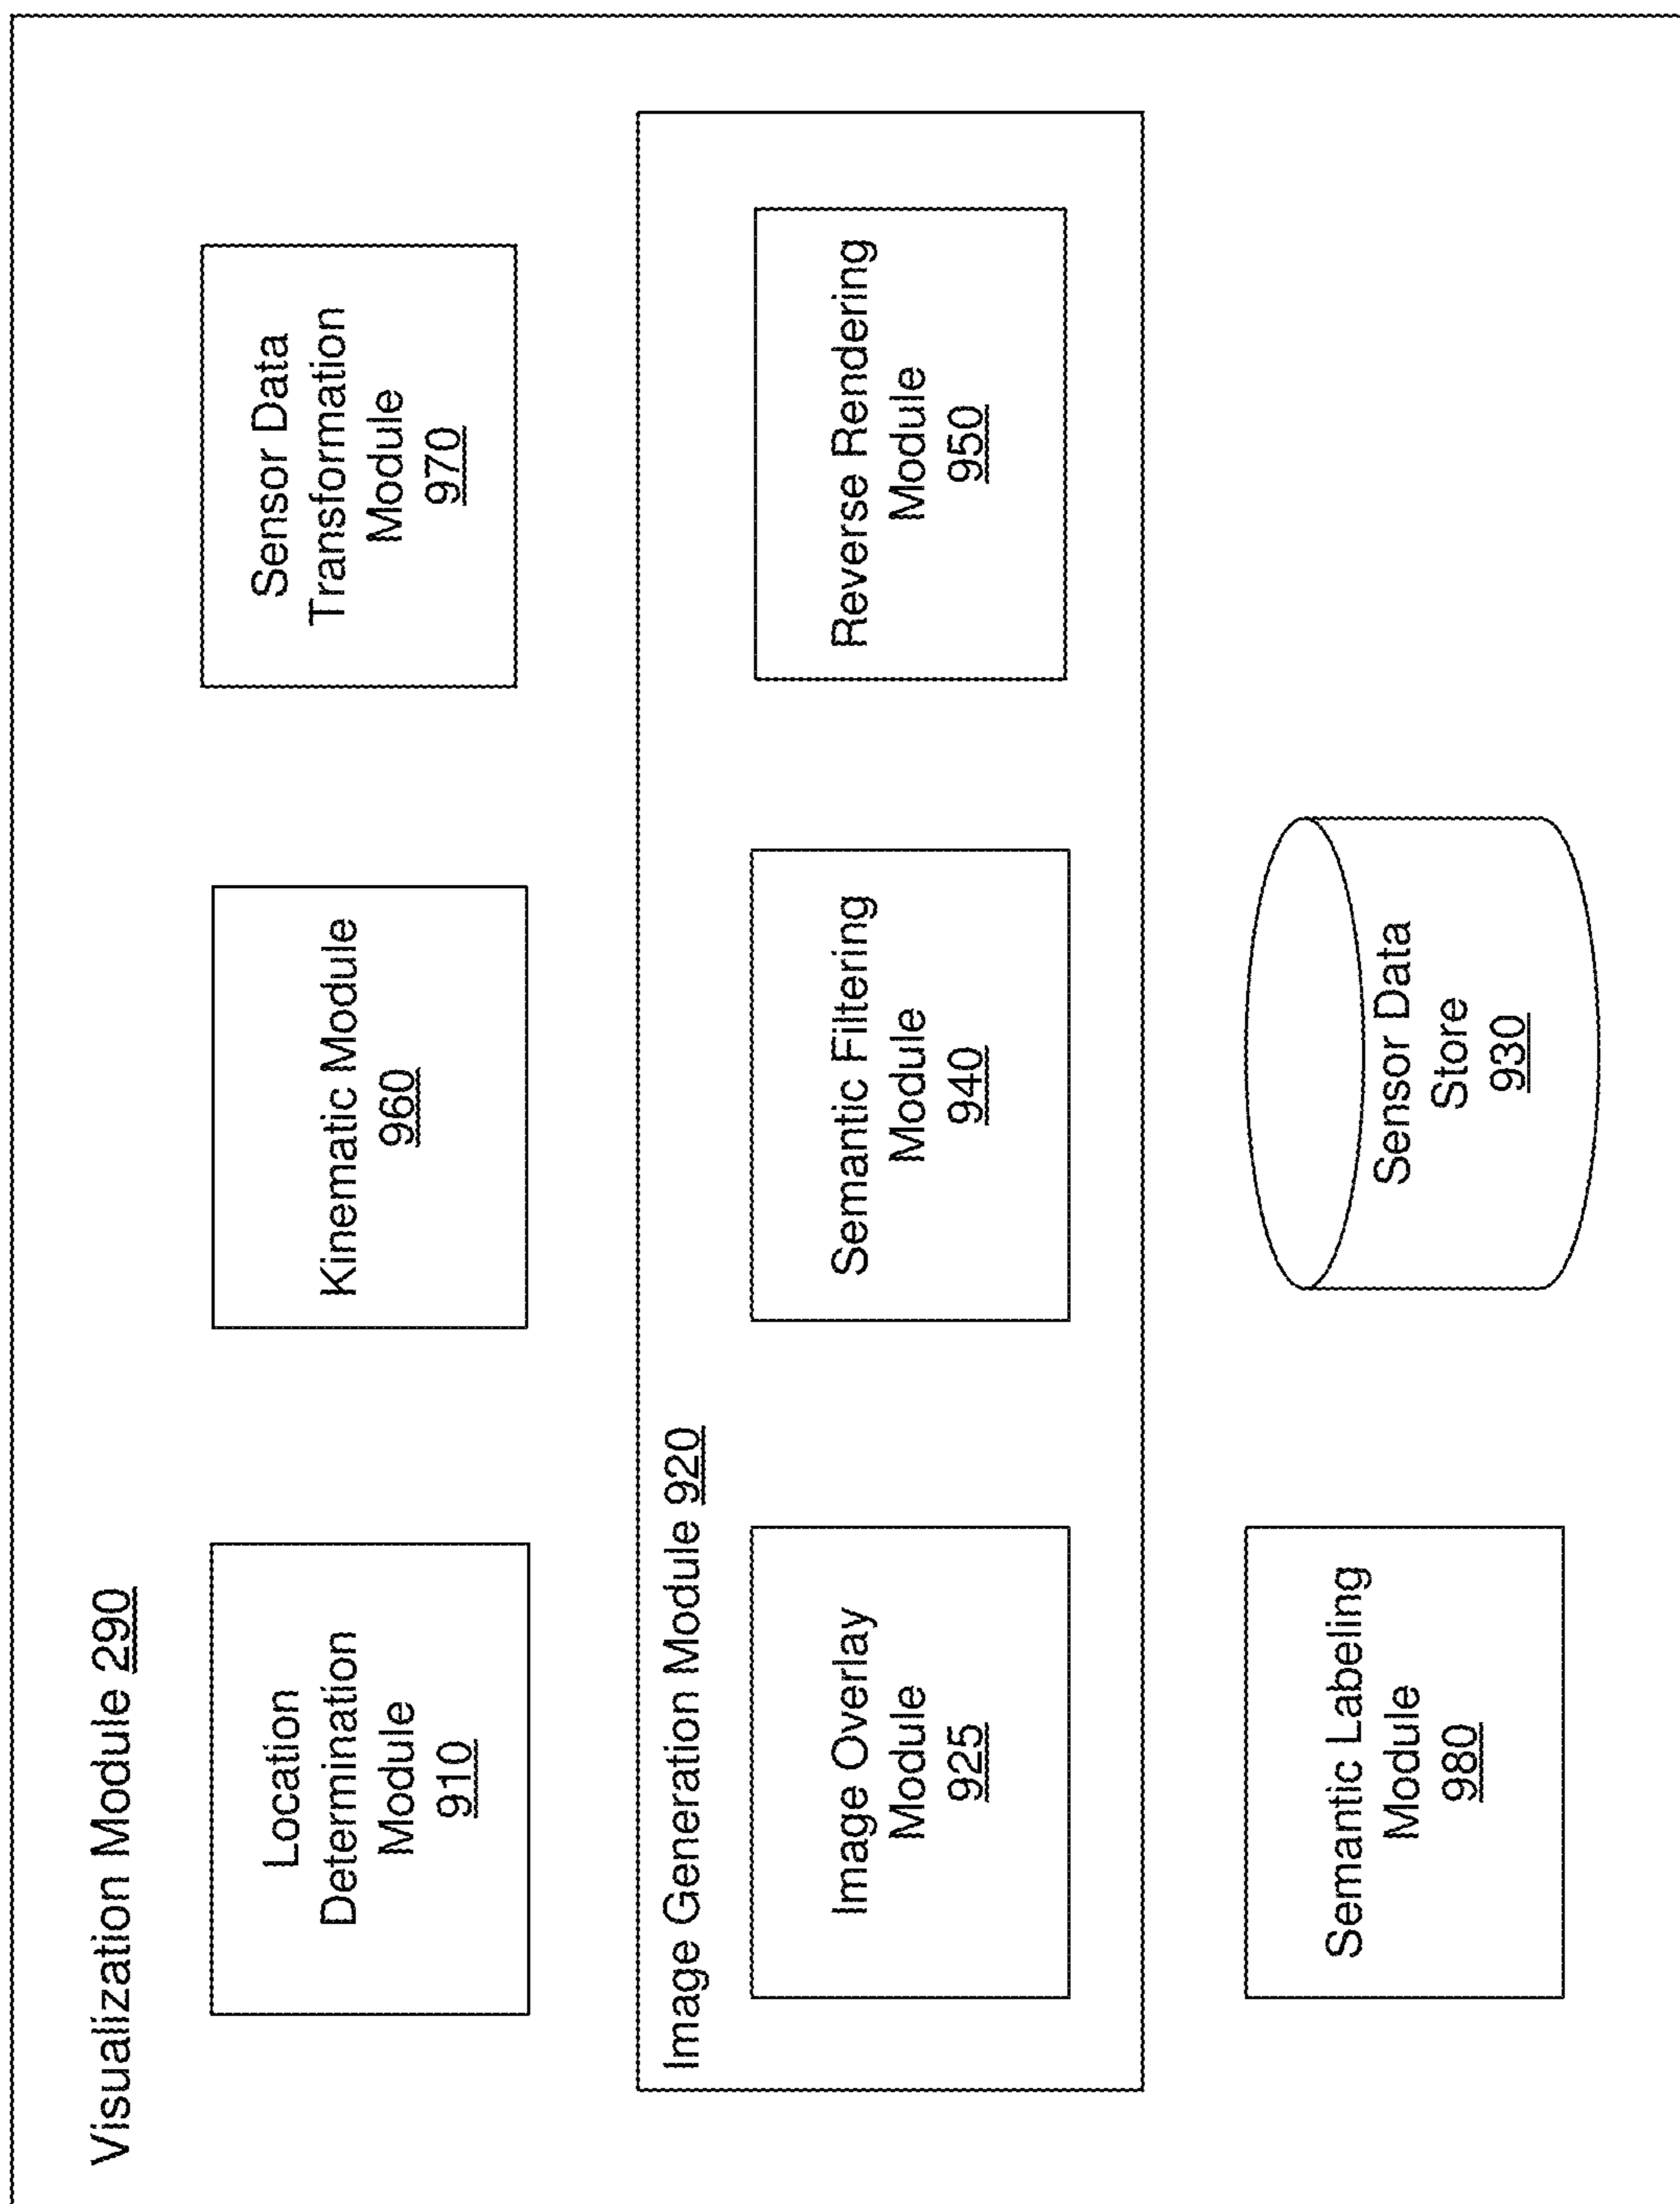 Visualization Module 290
Location
Determination
Module
910
Kinematic Module
960
Sensor Data
Transformation
Module
970
Image Generation Module 920
Image Overlay
Module
925
Semantic Filtering
Module
940
Reverse Rendering
Module
950
Semantic Labeling
Module
980
Sensor Data
Store
930